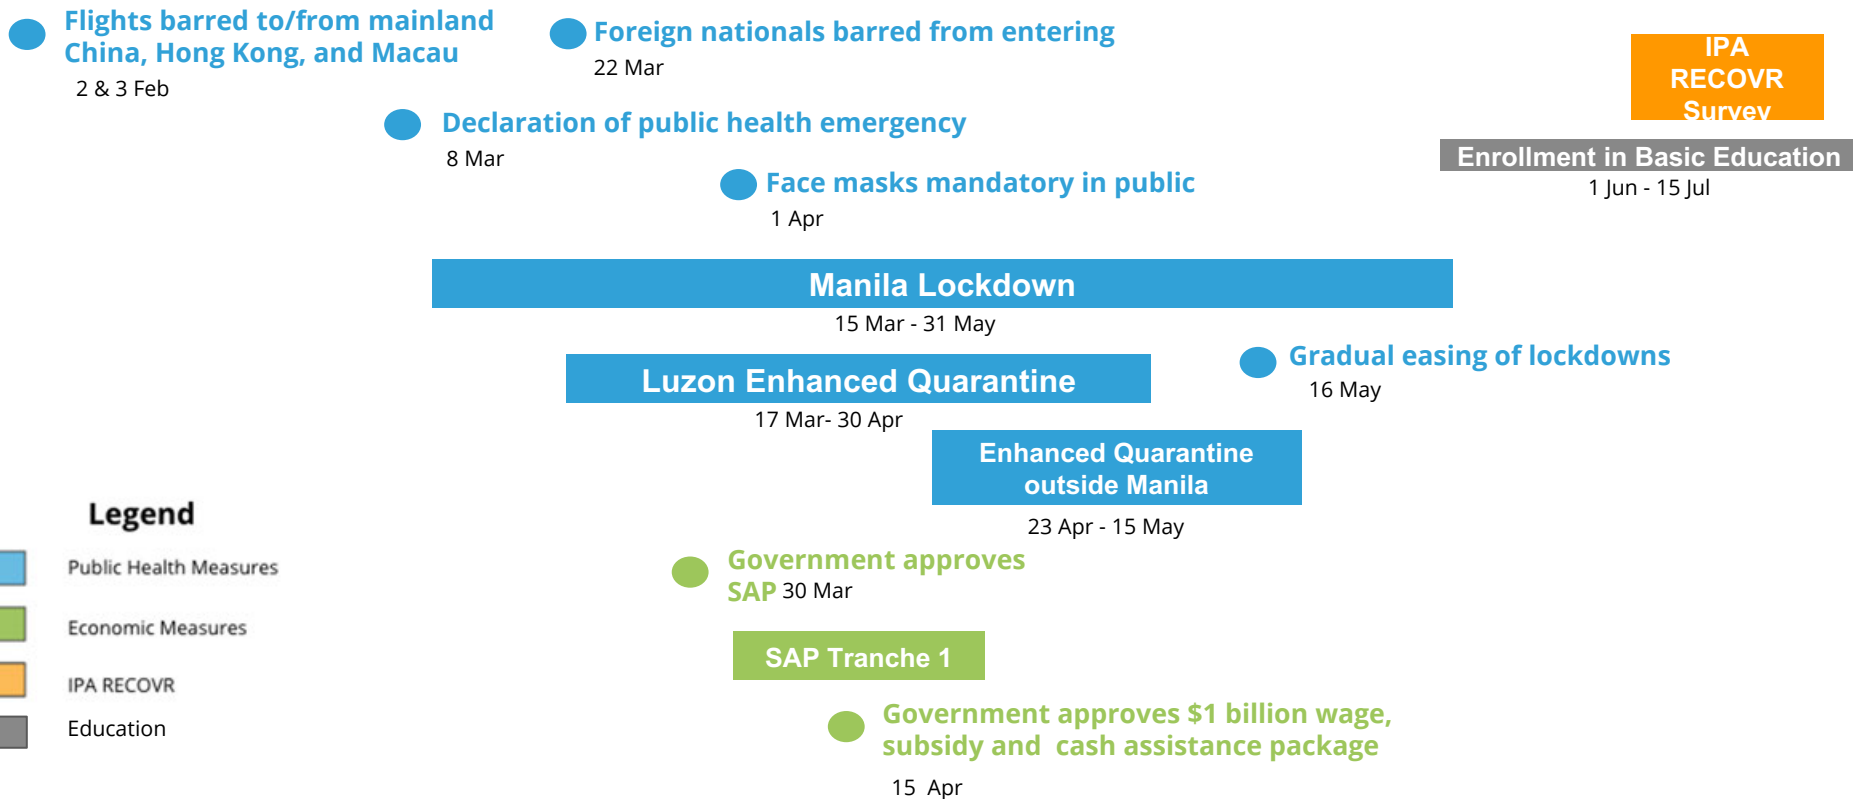 Flights barred to/from mainland
China, Hong Kong, and Macau
2 & 3 Feb
Foreign nationals barred from entering
22 Mar
IPA
RECOVR
Survey
Declaration of public health emergency
8 Mar
Enrollment in Basic Education
1 Jun - 15 Jul
Face masks mandatory in public
1 Apr
Manila Lockdown
15 Mar - 31 May
Gradual easing of lockdowns
16 May
Luzon Enhanced Quarantine
17 Mar- 30 Apr
Enhanced Quarantine
outside Manila
23 Apr - 15 May
Government approves
SAP 30 Mar
SAP Tranche 1
Government approves $1 billion wage,
subsidy and cash assistance package
15 Apr
Legend
Public Health Measures
Economic Measures
IPA RECOVR
Education